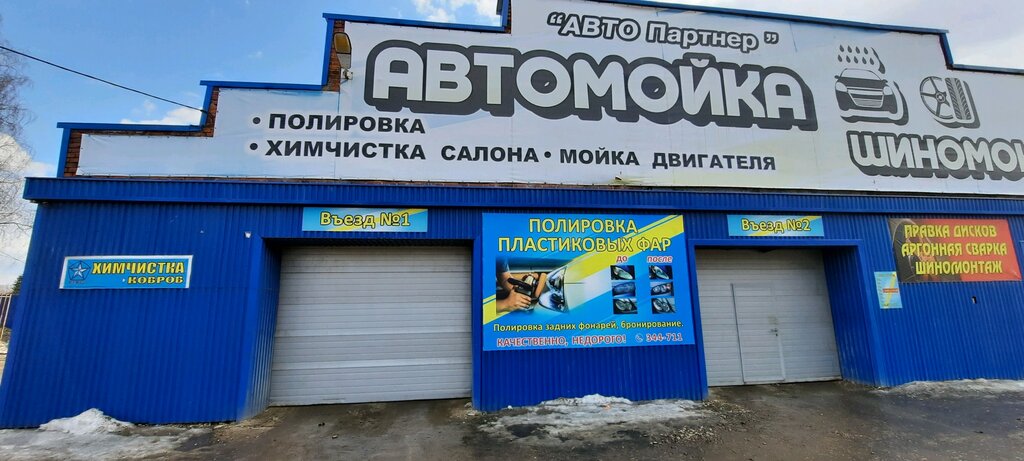 "АВТО Партнер"
АВТОМОЙКА
• ПОЛИРОВКА
• ХИМЧИСТКА САЛОНА • МОЙКА ДВИГАТЕЛЯ
ШИНОМО
Въезд №1
Въезд №2
ХИМЧИСТКА
• КОВРОВ
ПОЛИРОВКА
ПЛАСТИКОВЫХ ФАР
до после
Полировка задних фонарей, бронирование.
КАЧЕСТВЕННО, НЕДОРОГО! 344-711
ПРАВКА ДИСКОВ
АРГОННАЯ СВАРКА
ШИНОМОНТАЖ